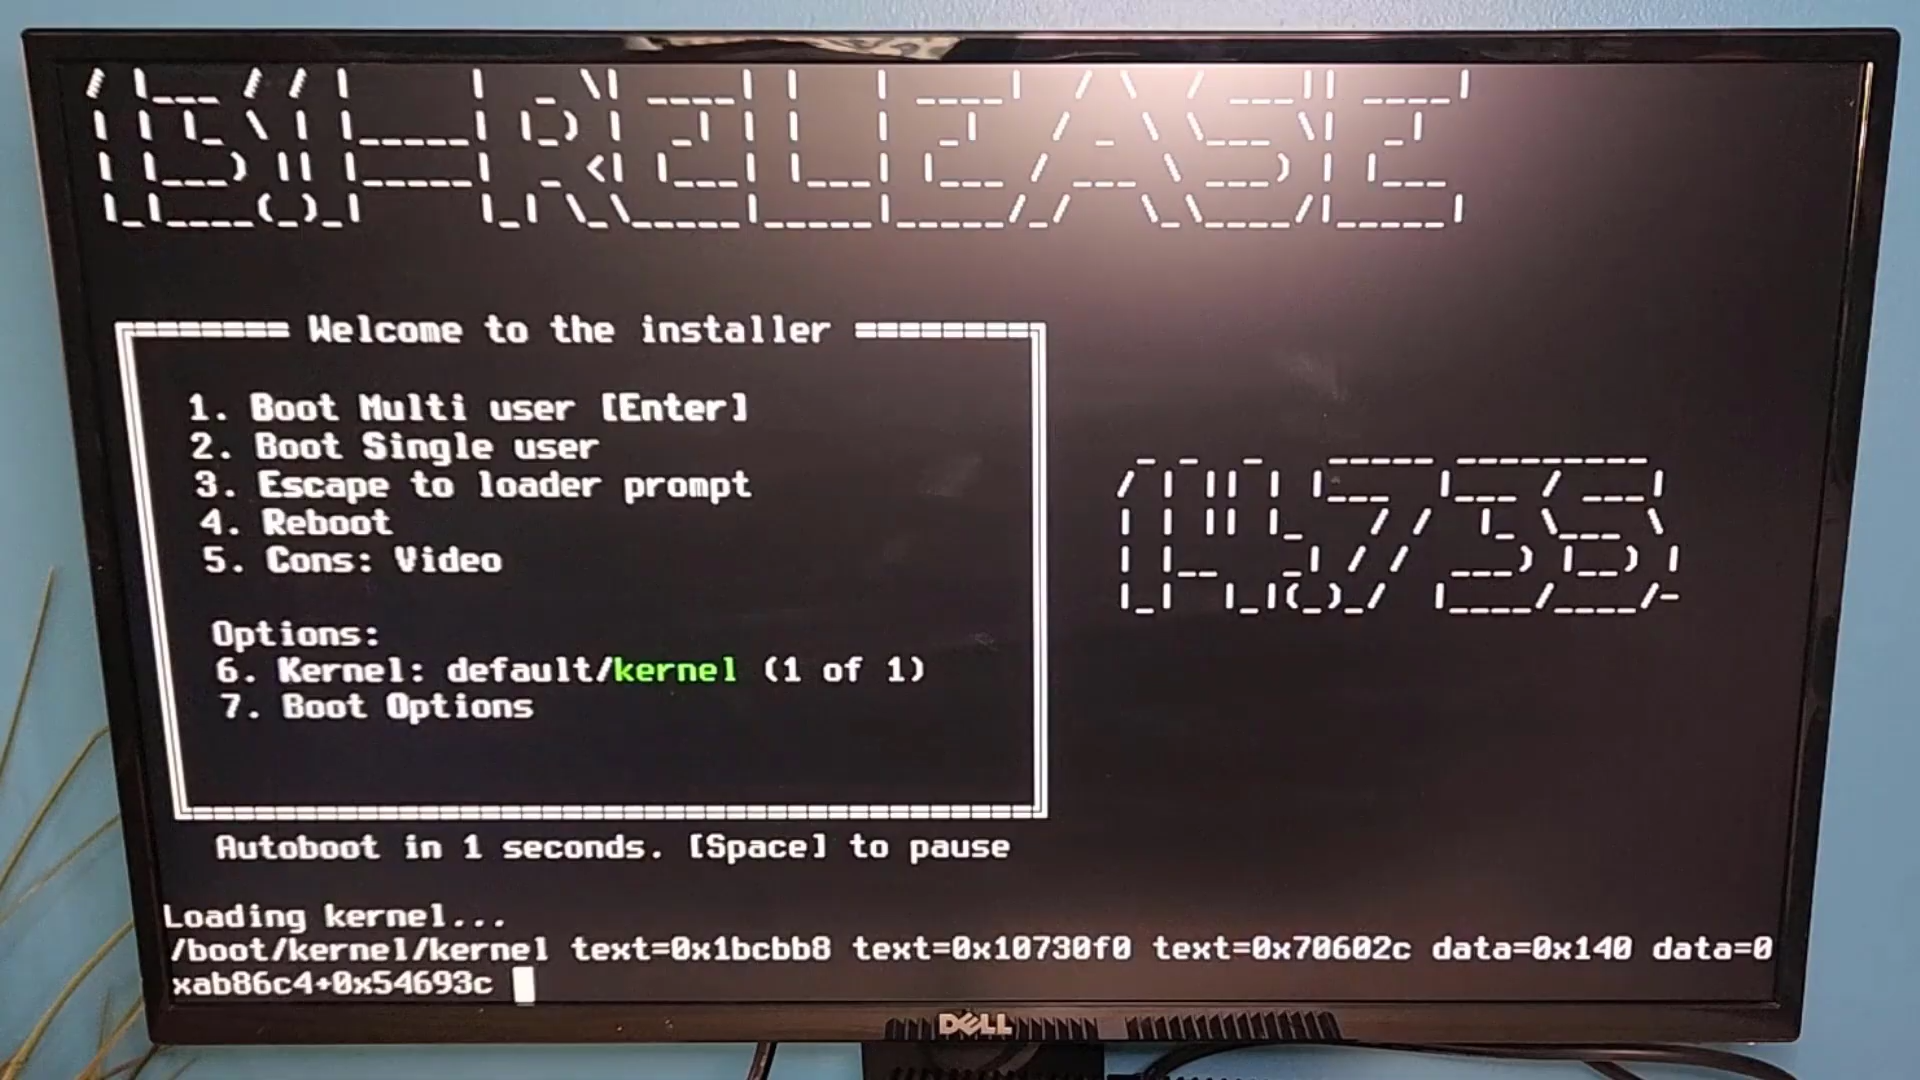 Welcome to the installer
1. Boot Multi user [Enter]
2. Boot Single user
3. Escape to loader prompt
4. Reboot
5. Cons: Video
Options:
6. Kernel: default/kernel (1 of 1)
7. Boot Options
Autoboot in 1 seconds. [Space] to pause
Loading kernel...
/boot/kernel/kernel text=0x1bcbb8 text=0x10730f0 text=0x70602c data=0x140 data=0
xab86c4+0x54693c
DELL